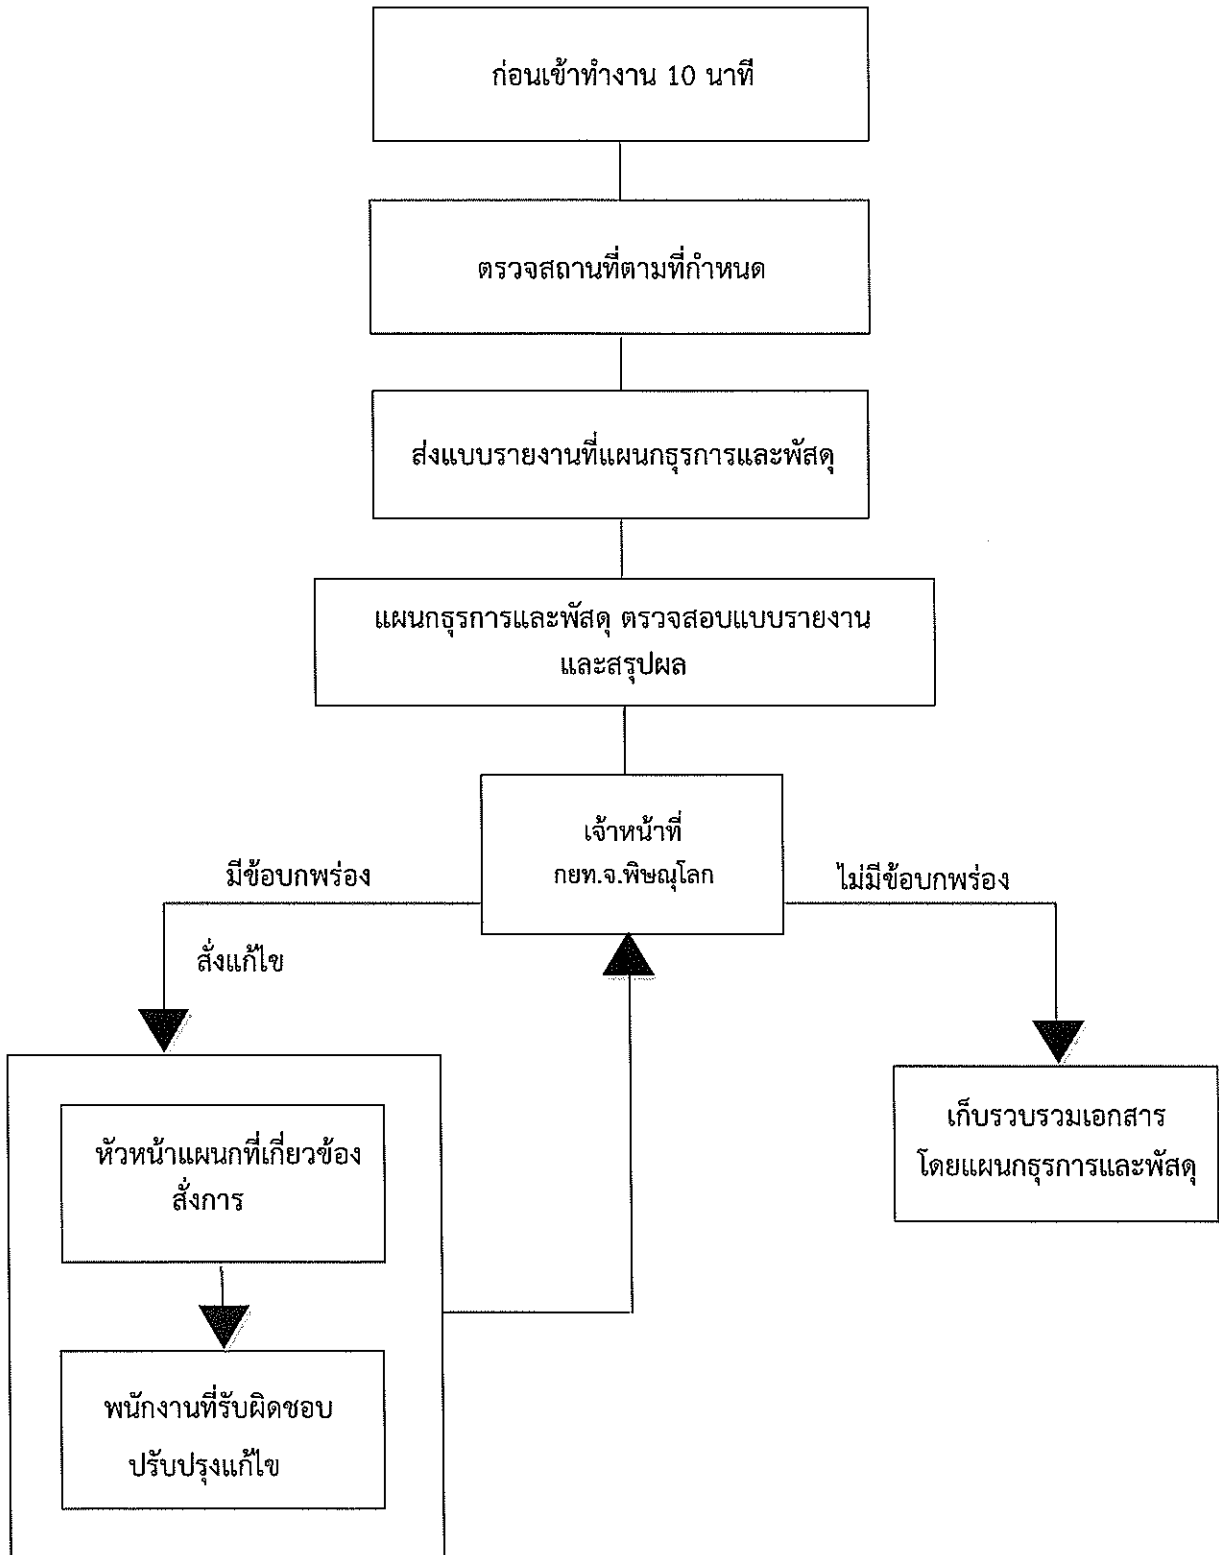 ก่อนเข้าทำงาน 10 นาที
ตรวจสถานที่ตามที่กำหนด
ส่งแบบรายงานที่แผนกธุรการและพัสดุ
แผนกธุรการและพัสดุ ตรวจสอบแบบรายงาน
และสรุปผล
เจ้าหน้าที่
กยท.จ.พิษณุโลก
มีข้อบกพร่อง
ไม่มีข้อบกพร่อง
สั่งแก้ไข
หัวหน้าแผนกที่เกี่ยวข้อง
สั่งการ
พนักงานที่รับผิดชอบ
ปรับปรุงแก้ไข
เก็บรวบรวมเอกสาร
โดยแผนกธุรการและพัสดุ